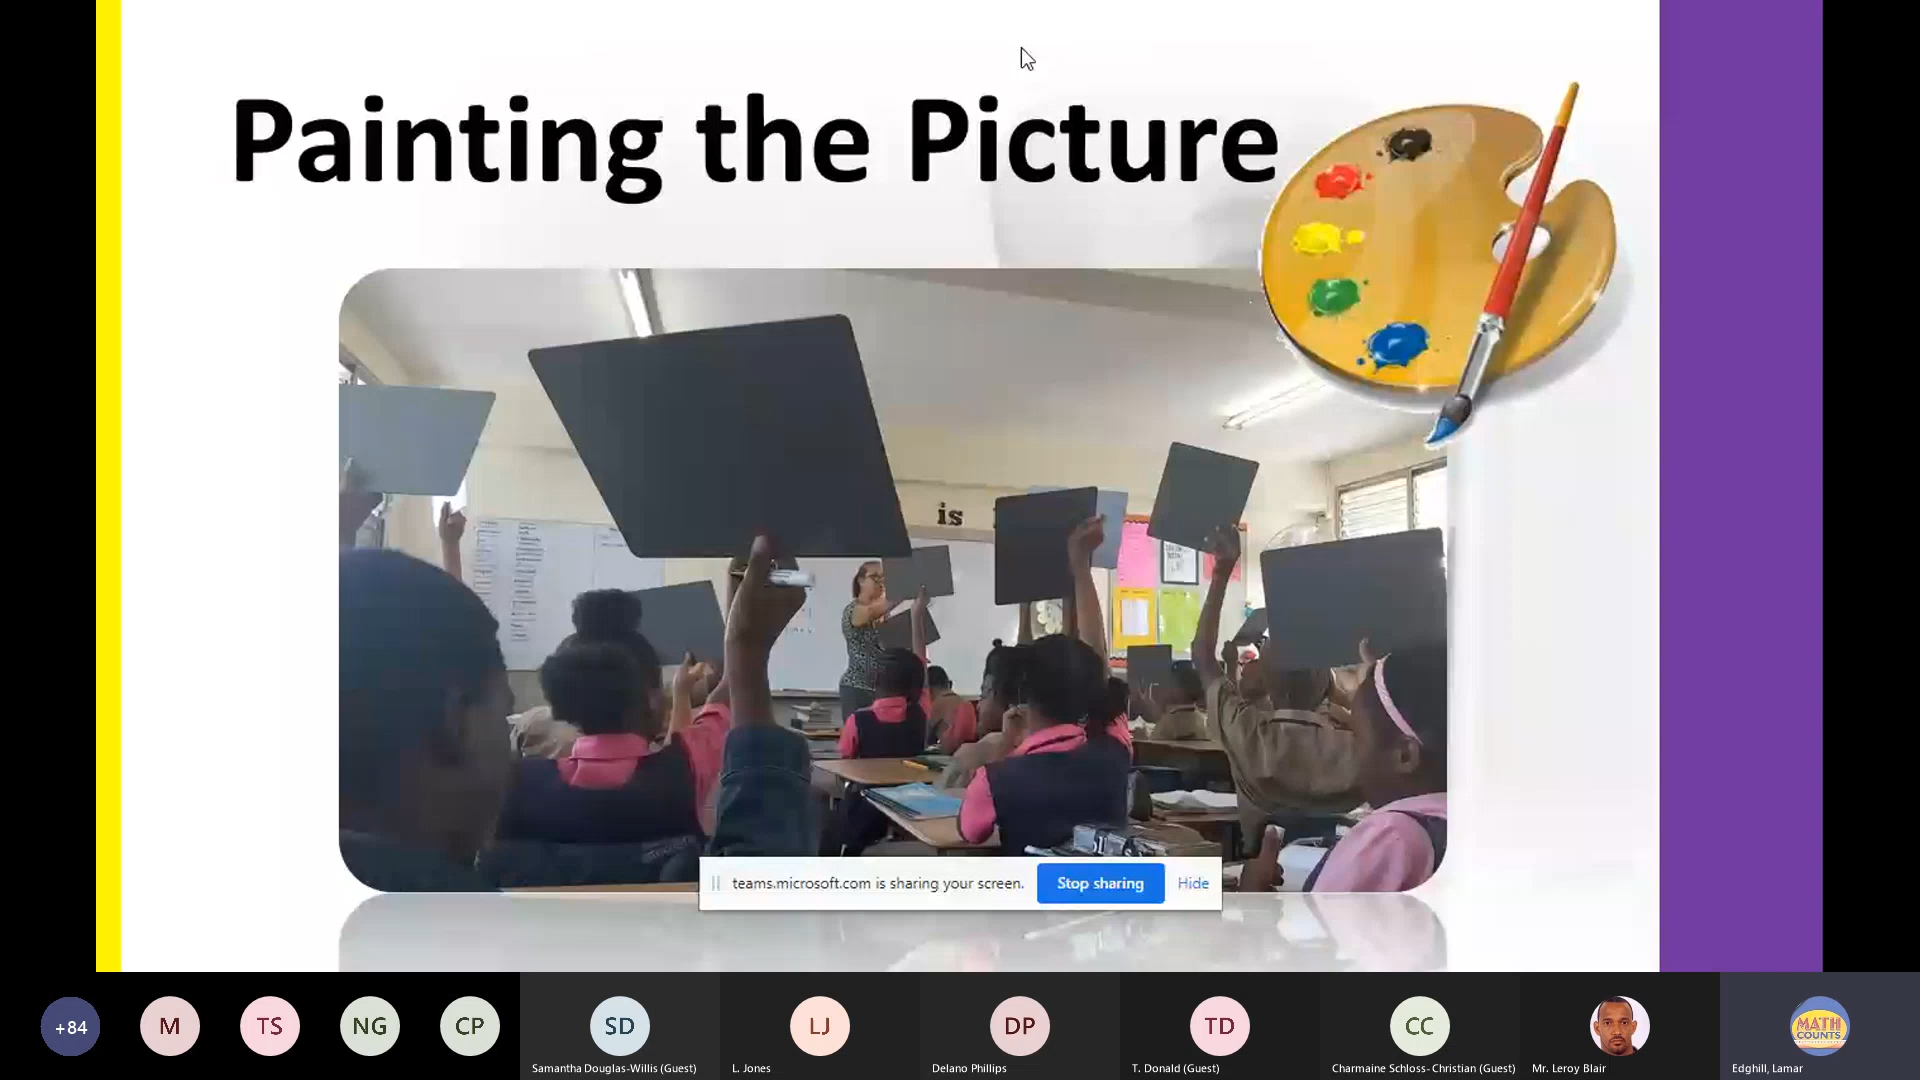 Painting the Picture
is
teams.microsoft.com is sharing your screen.
Stop sharing
Hide
+84
M
TS
NG
CP
SD
LJ
DP
TD
CC
MATH
COUNTS
Samantha Douglas-Willis (Guest)
L. Jones
Delano Phillips
T. Donald (Guest)
Charmaine Schloss- Christian (Guest)
Mr. Leroy Blair
Edghill, Lamar